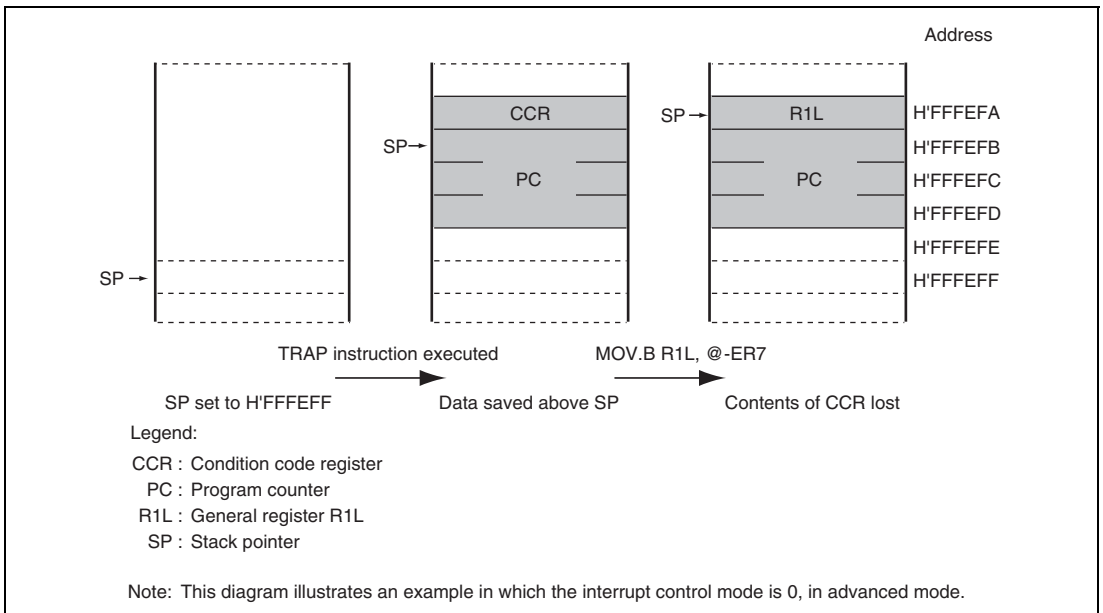 Address
CCR
SP
R1L
H'FFFEFA
SP
H'FFFEFB
PC
PC
H'FFFEFC
H'FFFEFD
H'FFFEFE
SP
H'FFFEFF
TRAP instruction executed
MOV.B R1L, @-ER7
SP set to H'FFFEFF
Data saved above SP
Contents of CCR lost
Legend:
CCR : Condition code register
PC : Program counter
R1L : General register R1L
SP : Stack pointer
Note: This diagram illustrates an example in which the interrupt control mode is 0, in advanced mode.